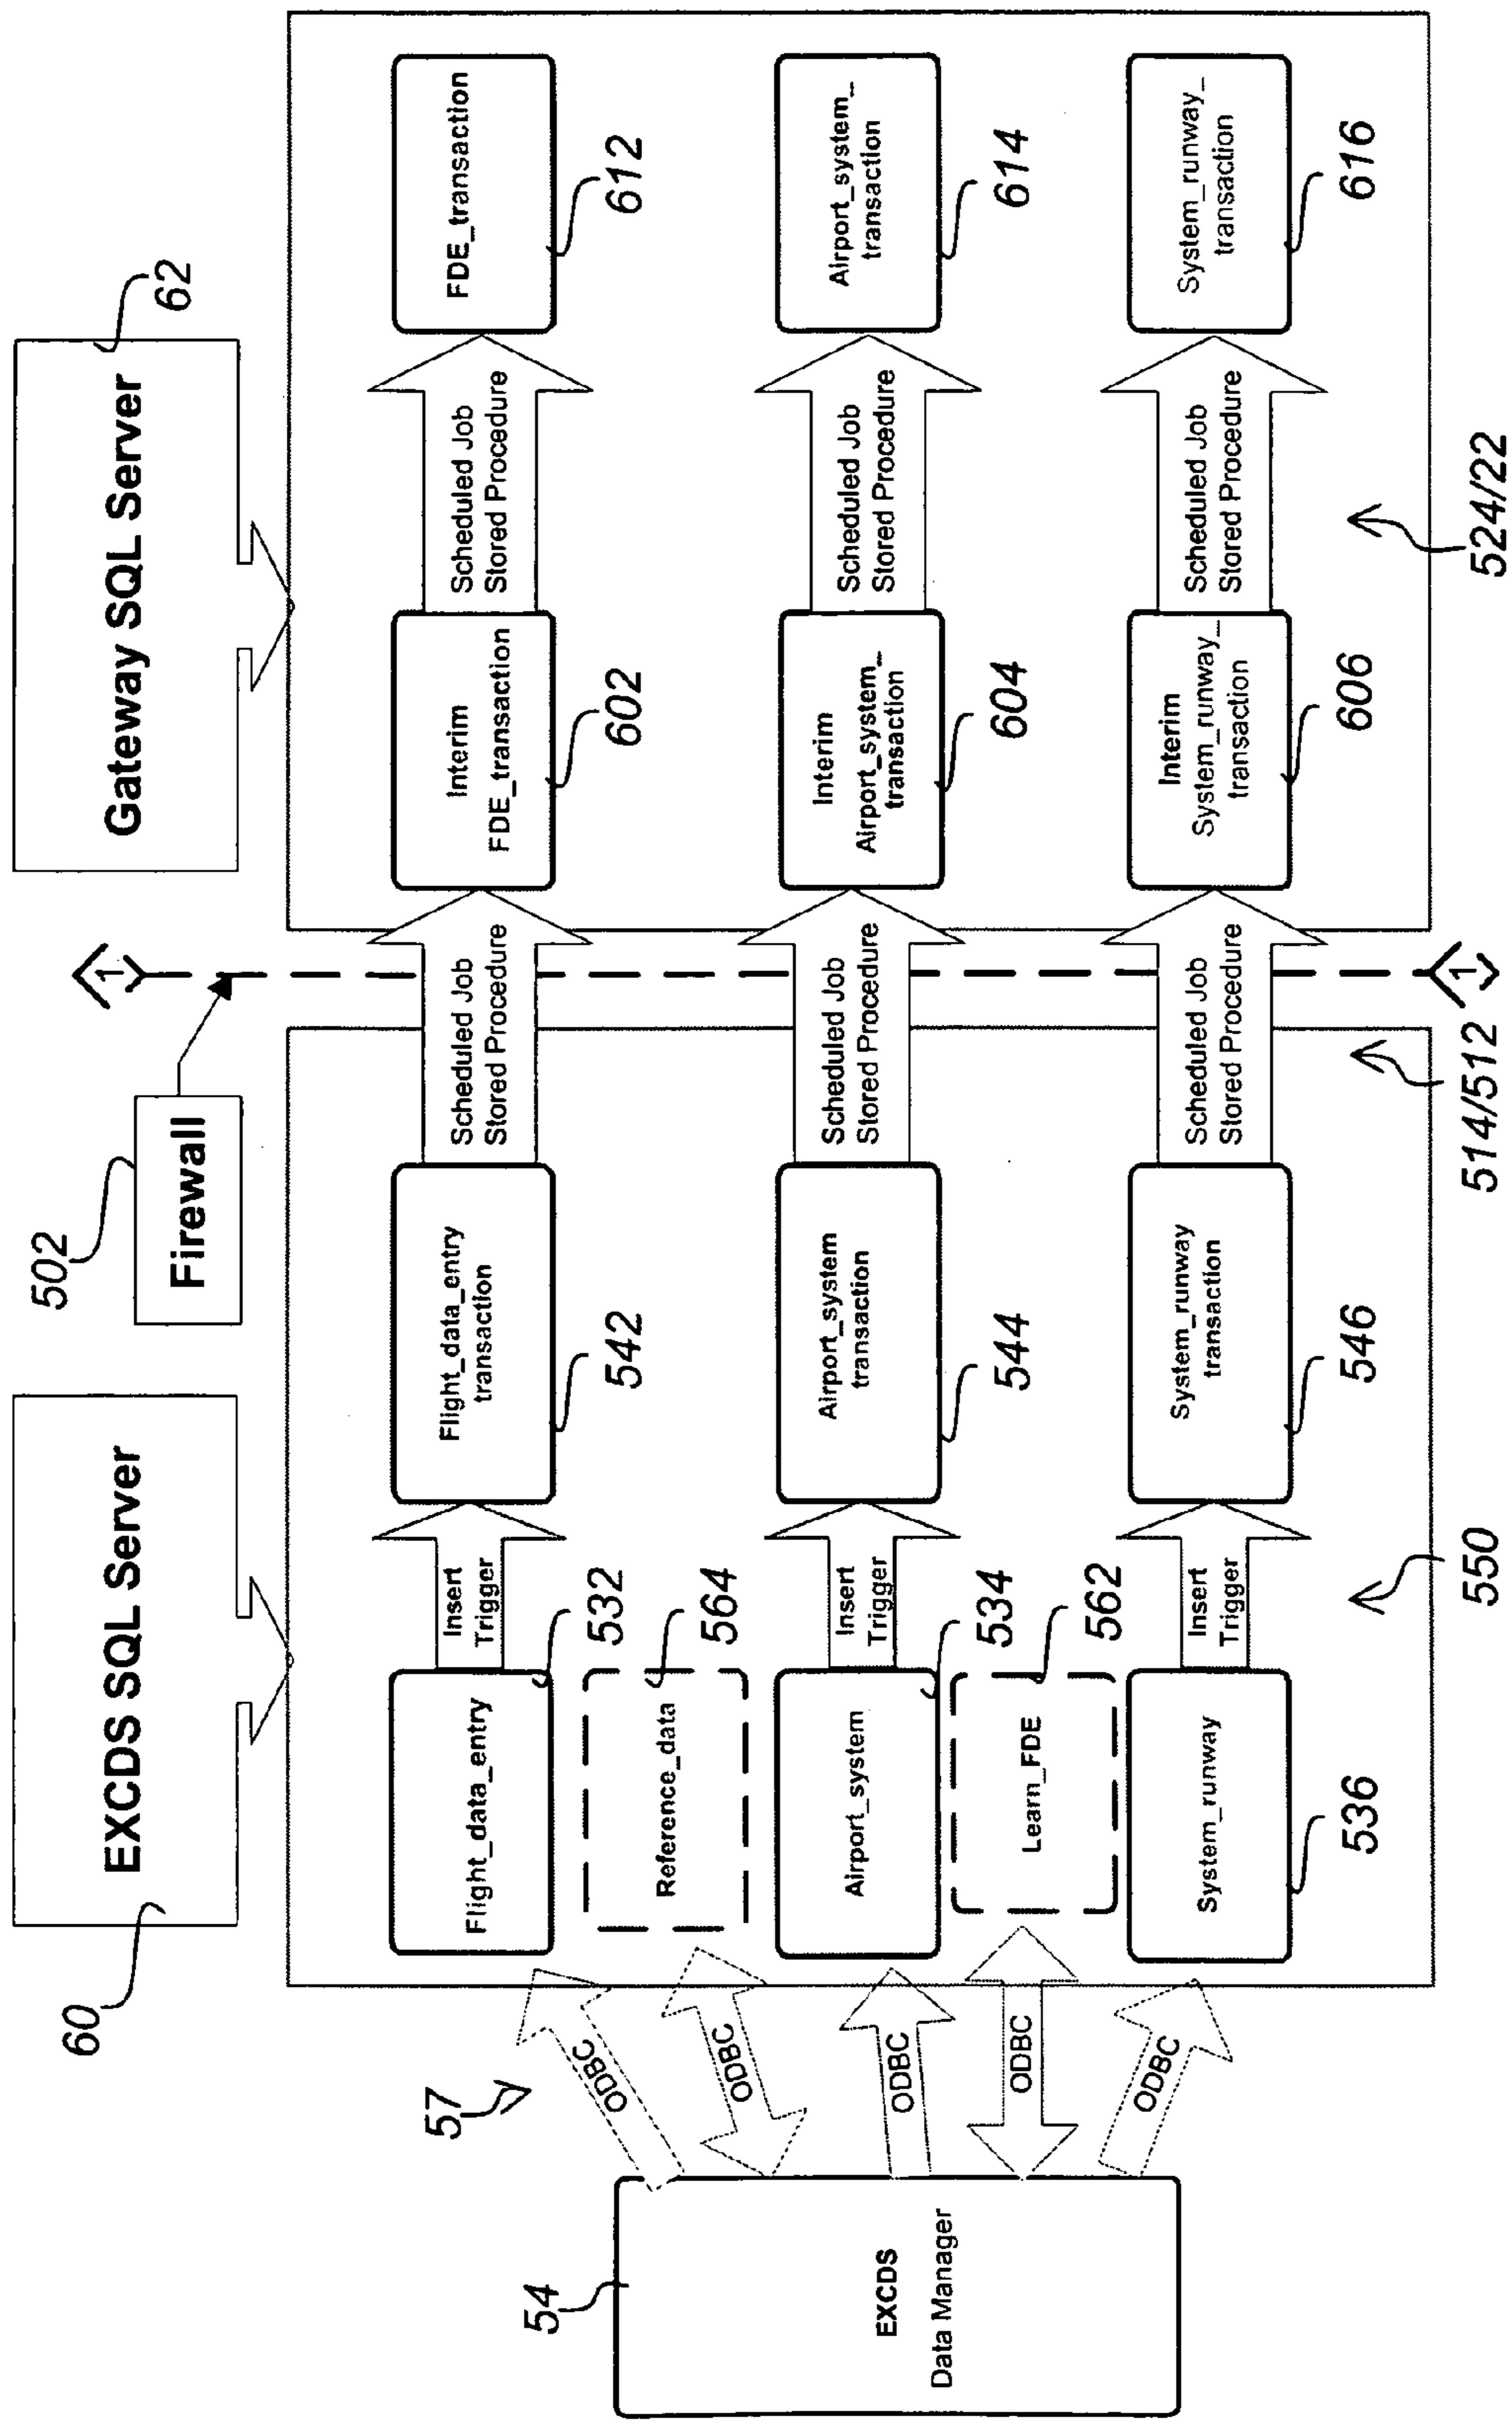 EXCDS SQL Server
60
Gateway SQL Server
62
502
Firewall
1
57
54
EXCDS
Data Manager
ODBC
ODBC
ODBC
ODBC
ODBC
Flight_data_entry
532
Insert
Trigger
Flight_data_entry
transaction
542
Scheduled Job
Stored Procedure
Interim
FDE_transaction
602
Scheduled Job
Stored Procedure
FDE_transaction
612
Reference_data
564
Airport_system
534
Insert
Trigger
Airport_system
transaction
544
Scheduled Job
Stored Procedure
Interim
Airport_system_
transaction
604
Scheduled Job
Stored Procedure
Airport_system_
transaction
614
Learn_FDE
562
System_runway
536
Insert
Trigger
System_runway
transaction
546
Scheduled Job
Stored Procedure
Interim
System_runway_
transaction
606
Scheduled Job
Stored Procedure
System_runway_
transaction
616
550
514/512
1
524/22